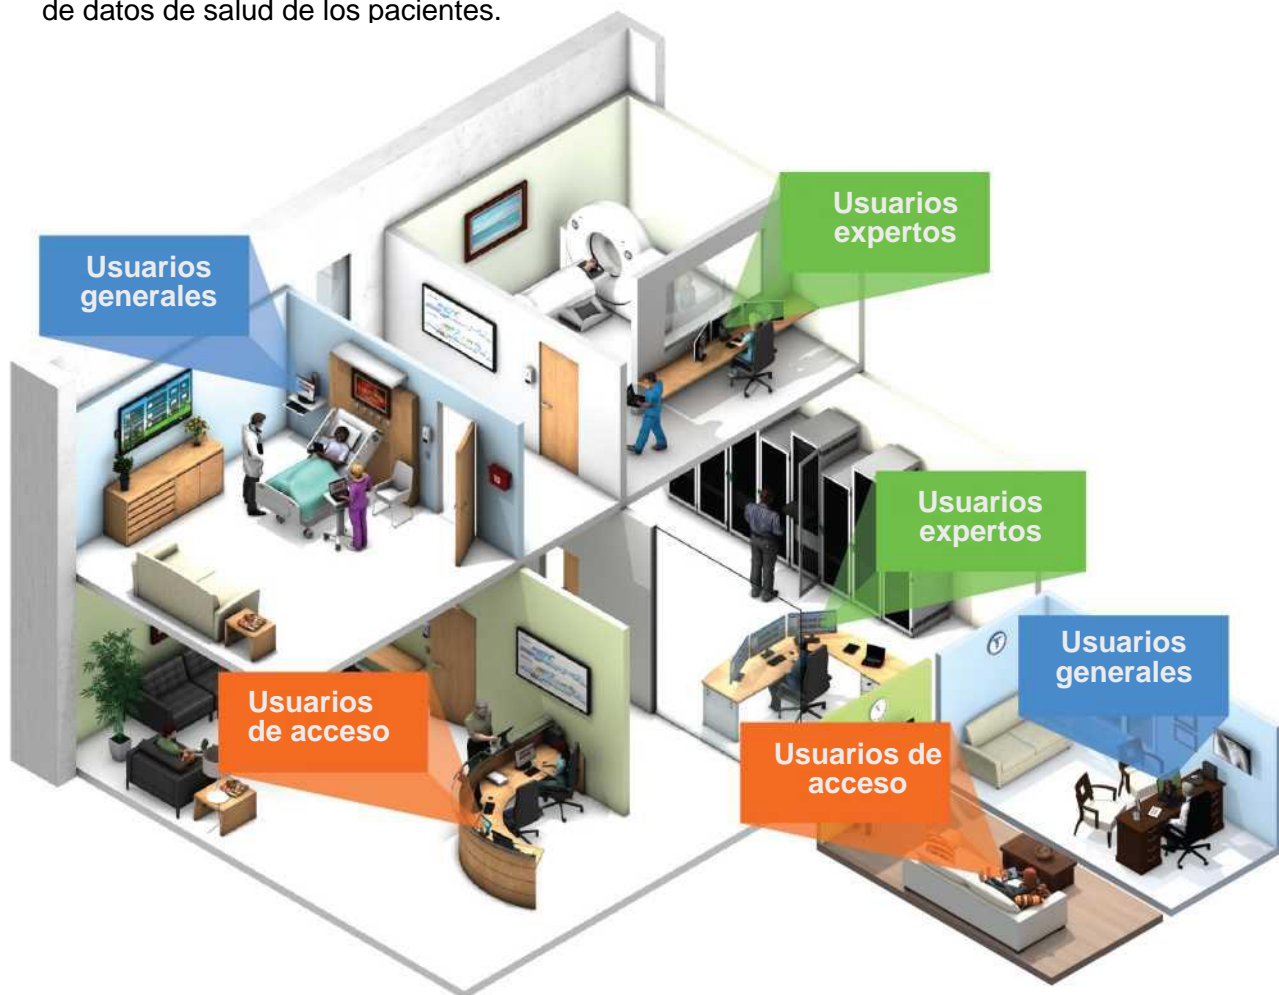 de datos de salud de los pacientes.
Usuarios
expertos
Usuarios
generales
Usuarios
expertos
Usuarios
generales
Usuarios
de acceso
Usuarios de
acceso